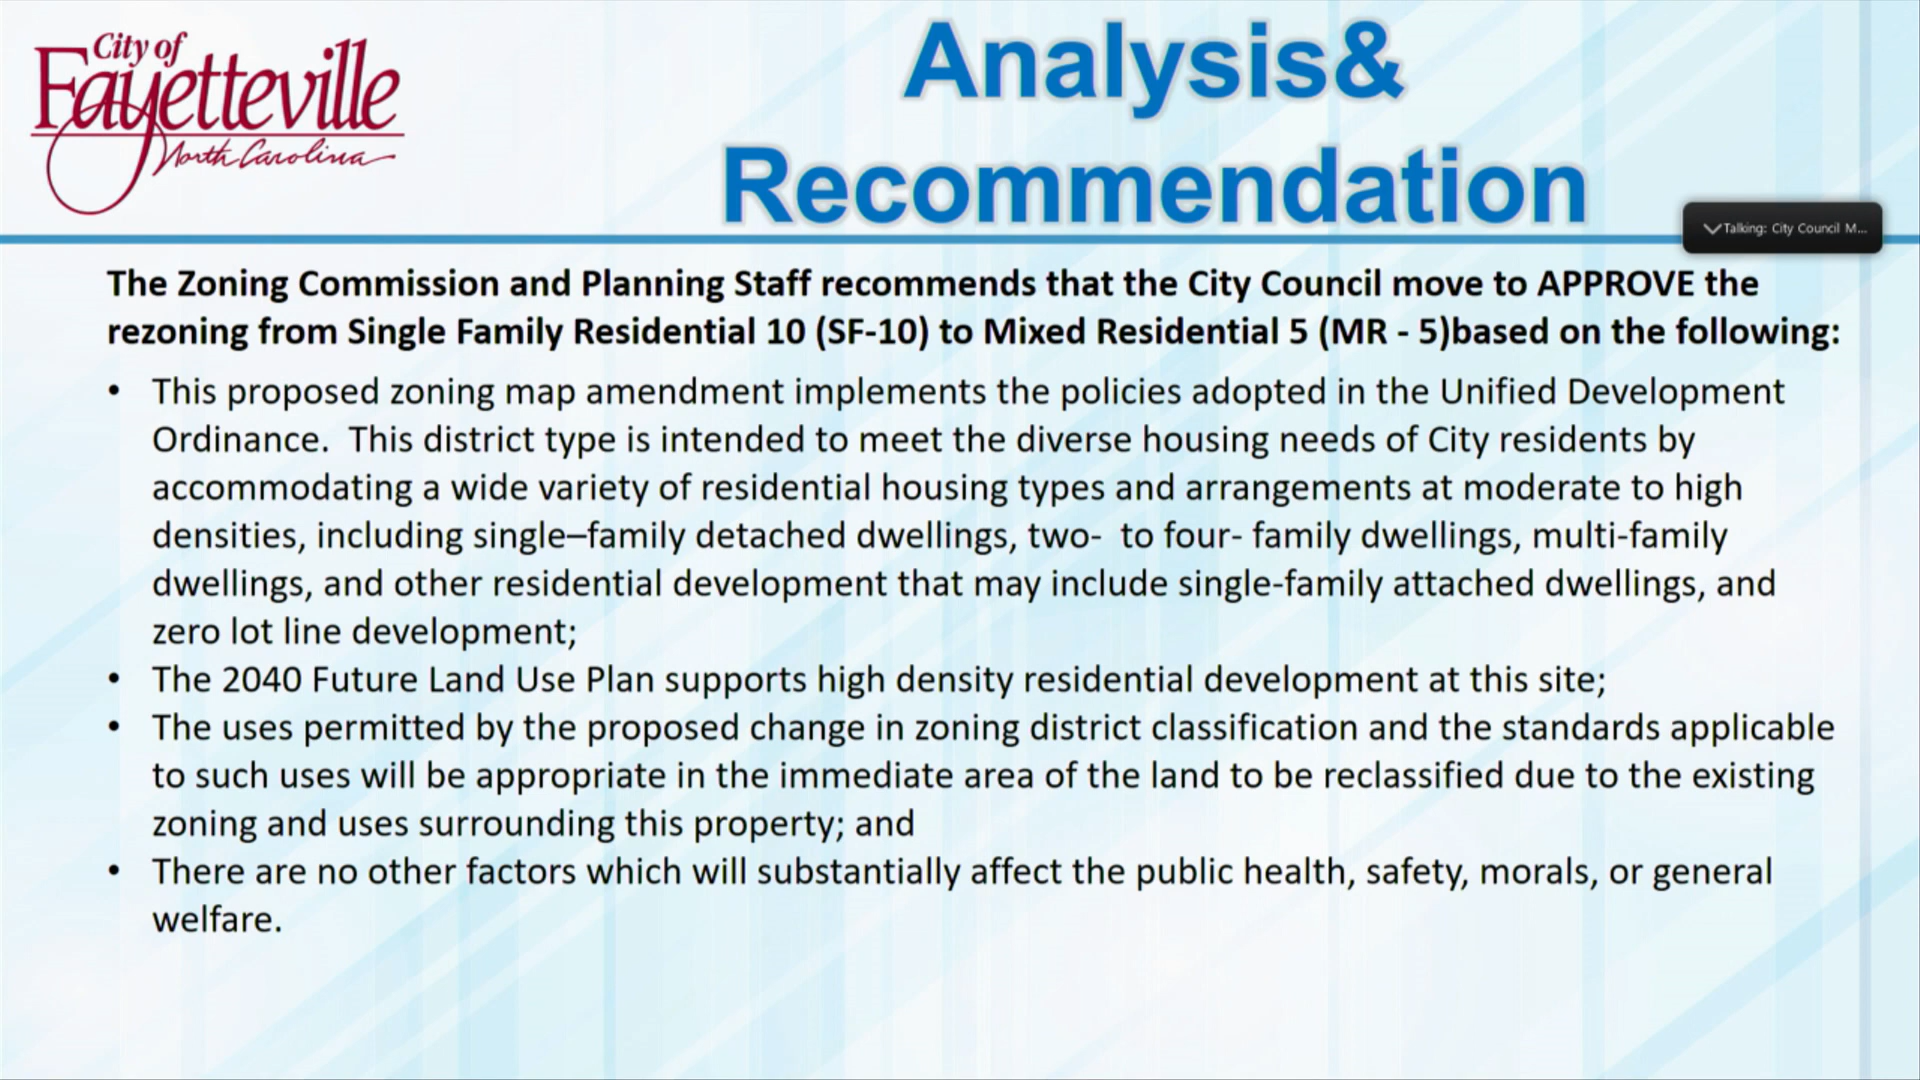 City of
Fayetteville
North Carolina
Analysis&
Recommendation
Talking: City Council M...
The Zoning Commission and Planning Staff recommends that the City Council move to APPROVE the
rezoning from Single Family Residential 10 (SF-10) to Mixed Residential 5 (MR - 5)based on the following:
• This proposed zoning map amendment implements the policies adopted in the Unified Development
Ordinance.  This district type is intended to meet the diverse housing needs of City residents by
accommodating a wide variety of residential housing types and arrangements at moderate to high
densities, including single–family detached dwellings, two-  to four- family dwellings, multi-family
dwellings, and other residential development that may include single-family attached dwellings, and
zero lot line development;
• The 2040 Future Land Use Plan supports high density residential development at this site;
• The uses permitted by the proposed change in zoning district classification and the standards applicable
to such uses will be appropriate in the immediate area of the land to be reclassified due to the existing
zoning and uses surrounding this property; and
• There are no other factors which will substantially affect the public health, safety, morals, or general
welfare.